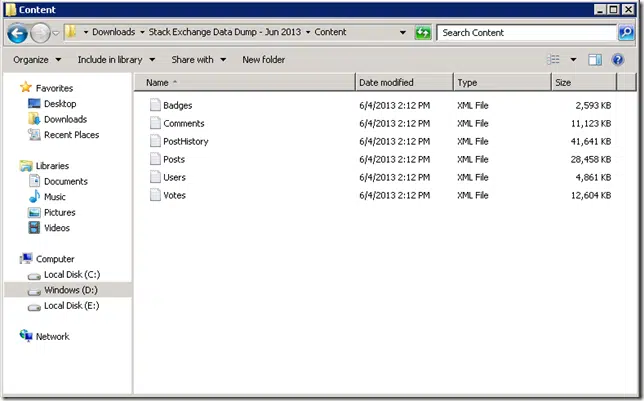 Content
Downloads ▸ Stack Exchange Data Dump - Jun 2013 ▸ Content
Search Content
Organize Include in library Share with New folder
Favorites
Desktop
Downloads
Recent Places
Libraries
Documents
Music
Pictures
Videos
Computer
Local Disk (C:)
Windows (D:)
Local Disk (E:)
Network
Name Date modified Type Size
Badges 6/4/2013 2:12 PM XML File 2,593 KB
Comments 6/4/2013 2:12 PM XML File 11,123 KB
PostHistory 6/4/2013 2:12 PM XML File 41,641 KB
Posts 6/4/2013 2:12 PM XML File 28,458 KB
Users 6/4/2013 2:12 PM XML File 4,861 KB
Votes 6/4/2013 2:12 PM XML File 12,604 KB